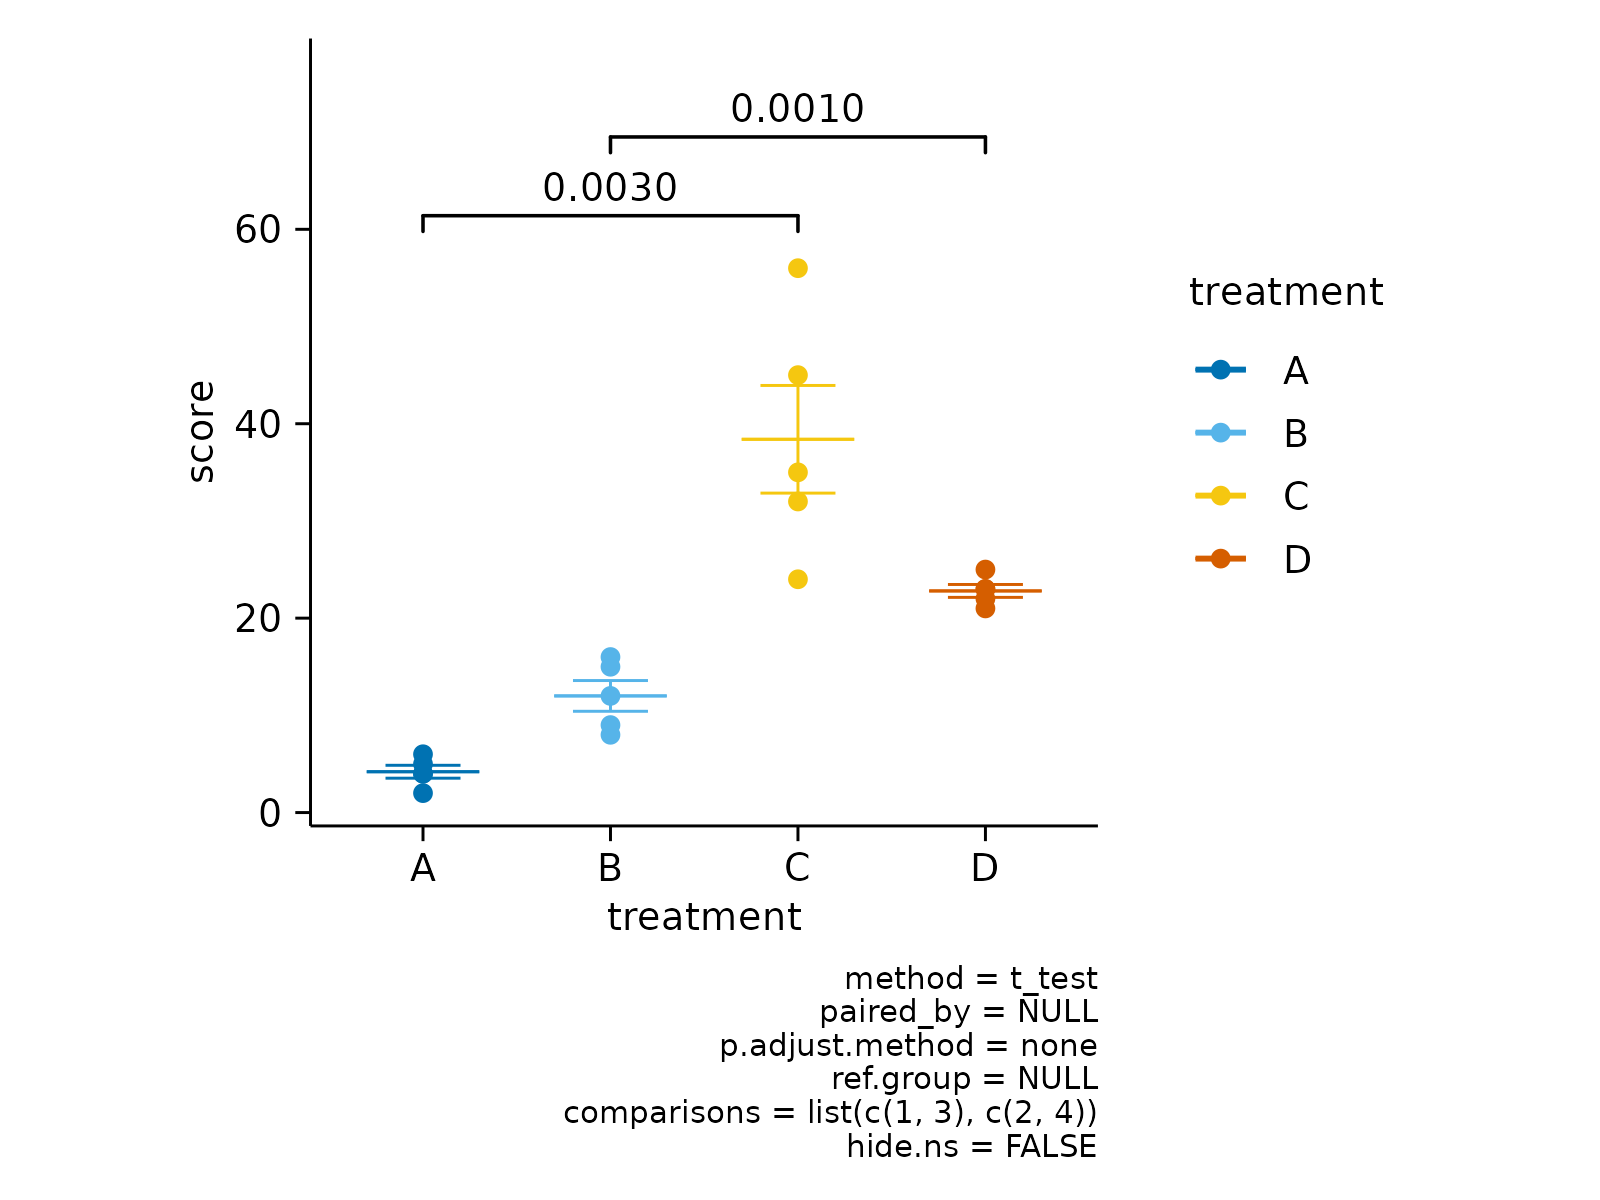 0.0010
0.0030
60
40
20
0
score
A
B
C
D
treatment
treatment
A
B
C
D
method = t_test
paired_by = NULL
p.adjust.method = none
ref.group = NULL
comparisons = list(c(1, 3), c(2, 4))
hide.ns = FALSE